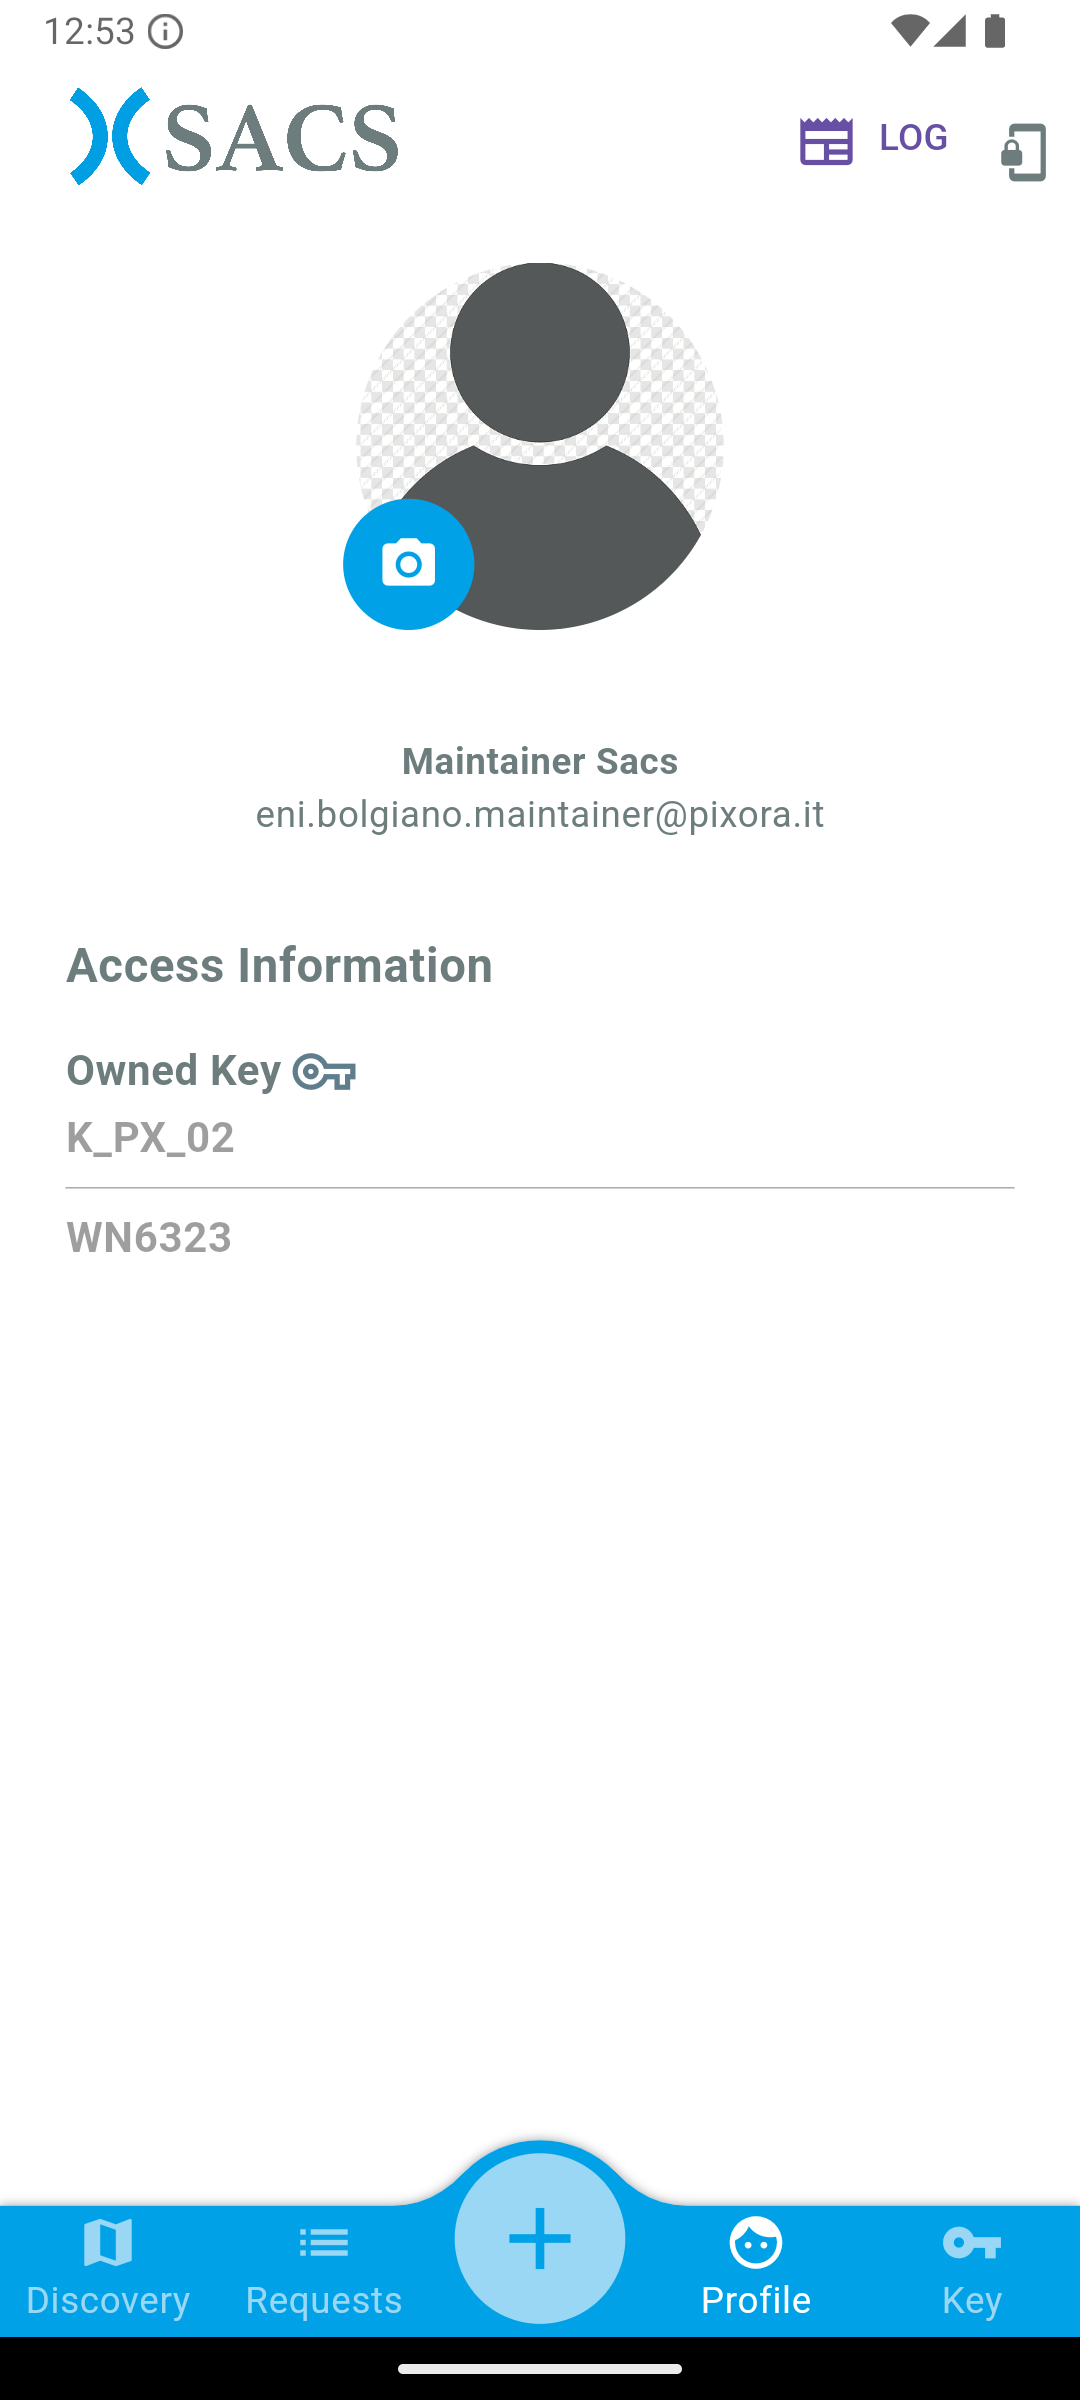 12:53
SACS
LOG
Maintainer Sacs
eni.bolgiano.maintainer@pixora.it
Access Information
Owned Key
K_PX_02
WN6323
Discovery
Requests
Profile
Key